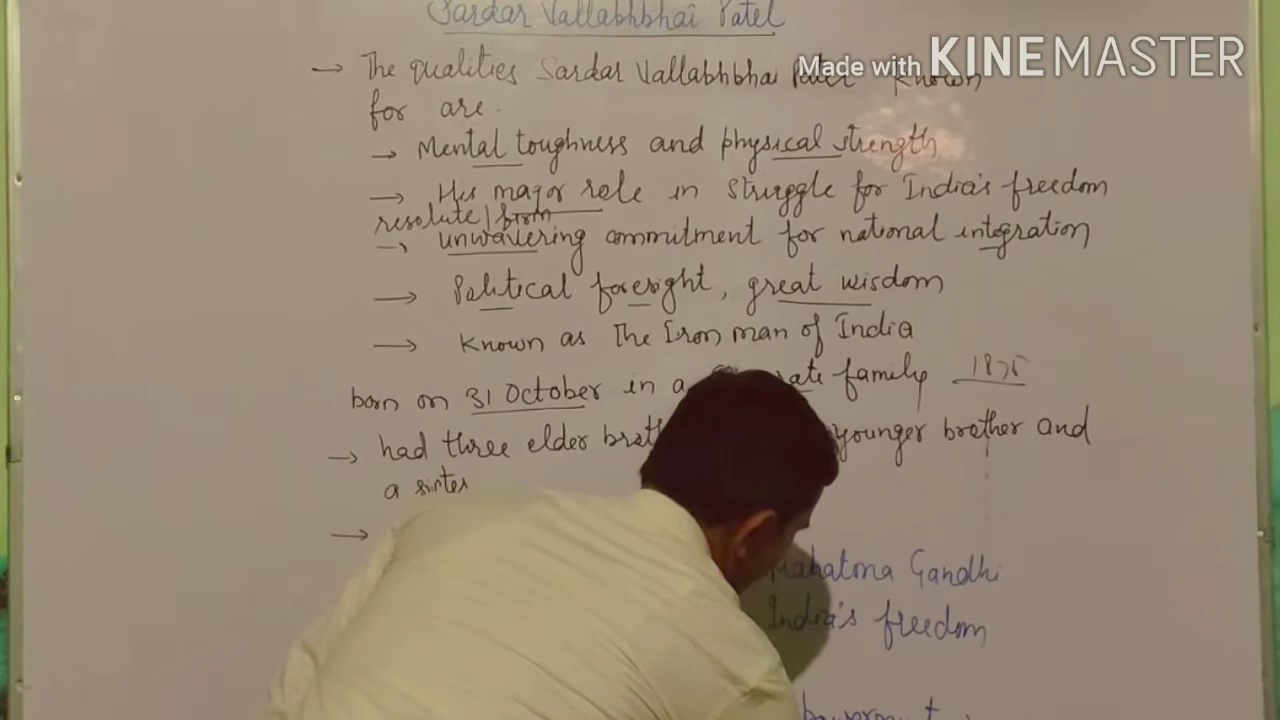 Sardar Vallabhbhai Patel
Made with KINEMASTER
→ The qualities Sardar Vallabhbhai Patel known
for are.
→ Mental toughness and physical strength
→ His major role in struggle for India's freedom
resolute/firm
→ unwavering commitment for national integration
→ Political foresight, great wisdom
→ Known as The Iron man of India
born on 31 October in a family 1875
→ had three elder younger brother and
a sister
→
Mahatma Gandhi
India's freedom